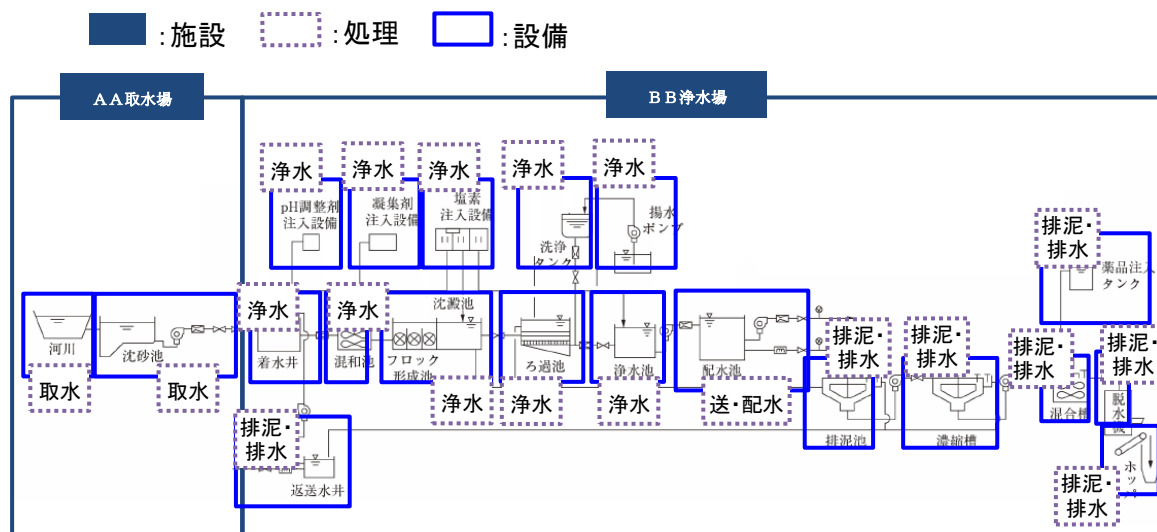 :施設
:処理
:設備
AA取水場
BB浄水場
浄水
浄水
浄水
浄水
浄水
pH調整剤
注入設備
凝集剤
注入設備
塩素
注入設備
洗浄
タンク
揚水
ポンプ
排泥・
排水
薬品注入
タンク
河川
取水
沈砂池
取水
浄水
着水井
浄水
混和池
沈澱池
フロック
形成池
浄水
ろ過池
浄水
浄水池
浄水
配水池
送・配水
排泥・
排水
排泥池
排泥・
排水
濃縮槽
排泥・
排水
混合槽
排泥・
排水
脱水機
排泥・
排水
返送水井
ホッパ
排泥・
排水